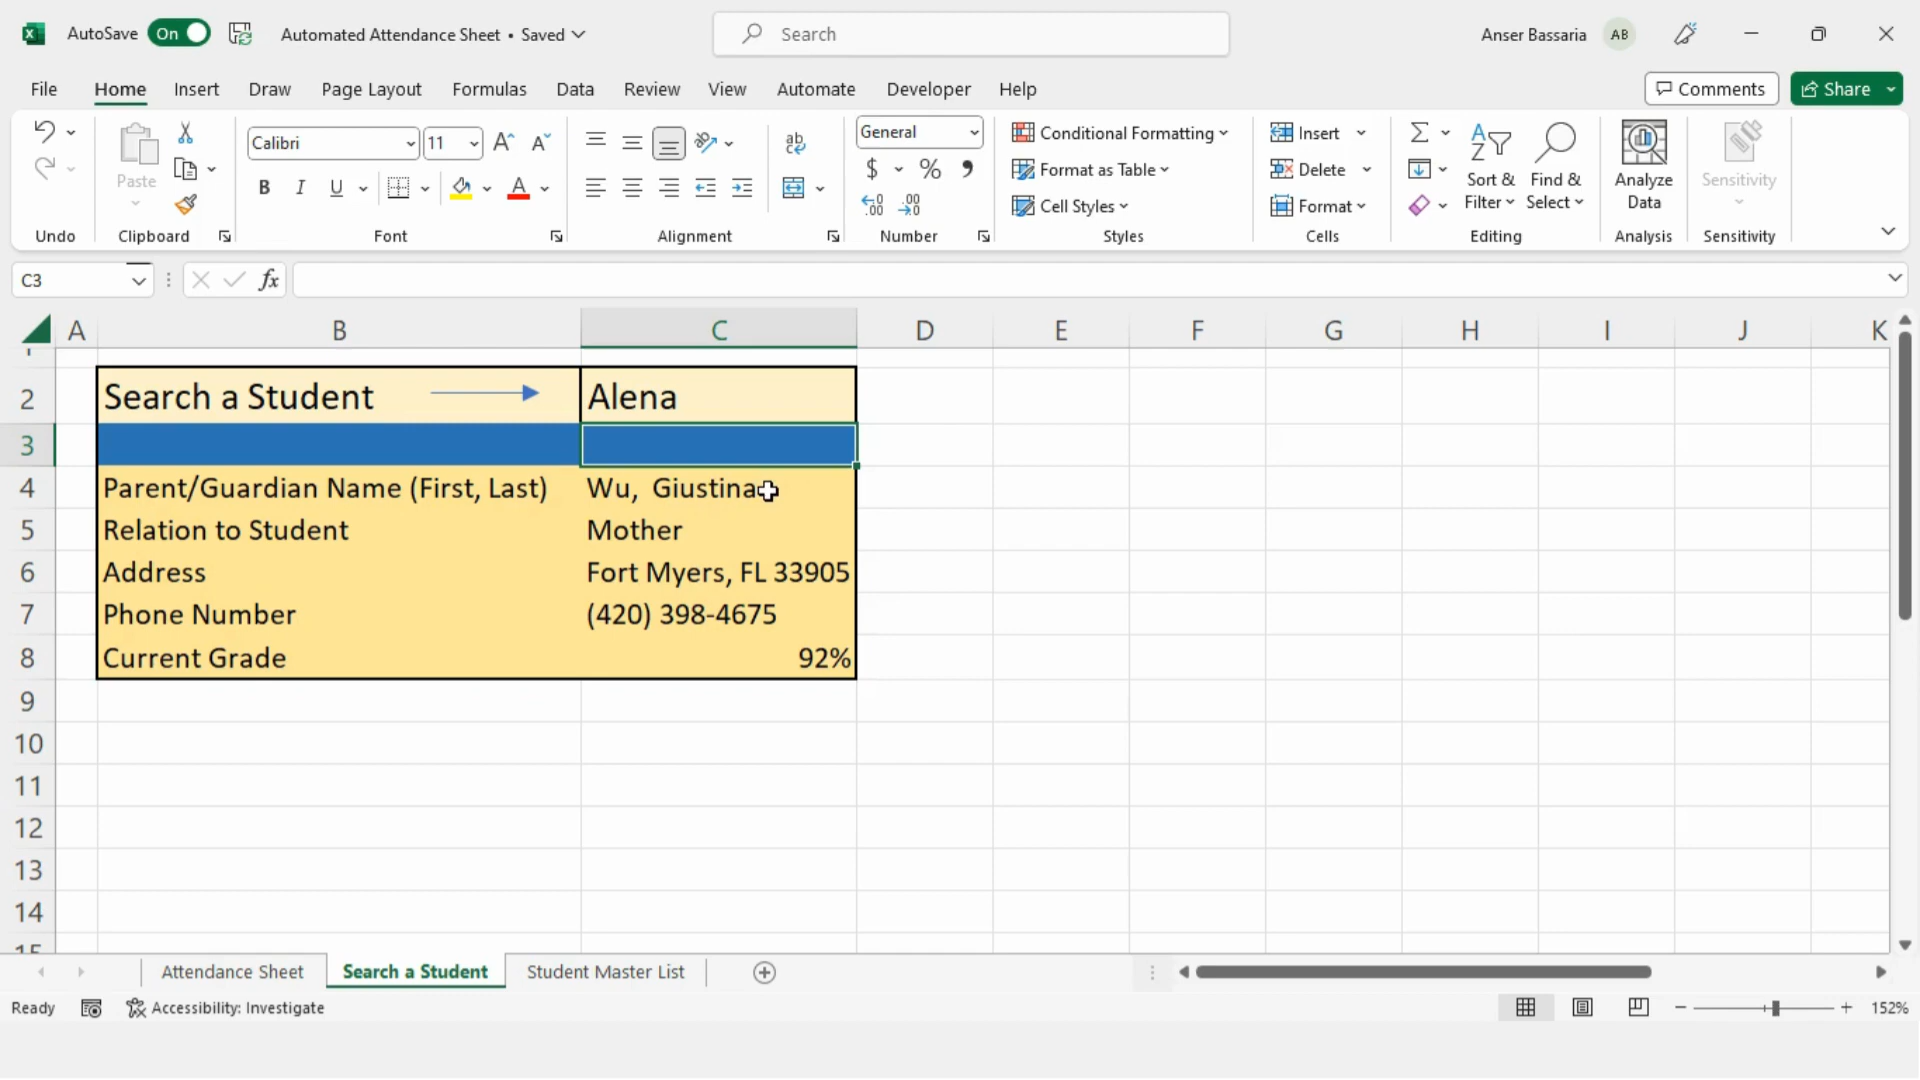 AutoSave On Automated Attendance Sheet • Saved Search Anser Bassaria AB
File Home Insert Draw Page Layout Formulas Data Review View Automate Developer Help Comments Share
Calibri 11 General Conditional Formatting Insert
Paste $ % Format as Table Delete Sort & Filter Find & Select Analyze Data Sensitivity
B I U A Cell Styles Format
Undo Clipboard Font Alignment Number Styles Cells Editing Analysis Sensitivity
C3 fx
A B C D E F G H I J K
1
2 Search a Student Alena
3
4 Parent/Guardian Name (First, Last) Wu,  Giustina
5 Relation to Student Mother
6 Address Fort Myers, FL 33905
7 Phone Number (420) 398-4675
8 Current Grade 92%
9
10
11
12
13
14
15
Attendance Sheet Search a Student Student Master List
Ready Accessibility: Investigate 152%